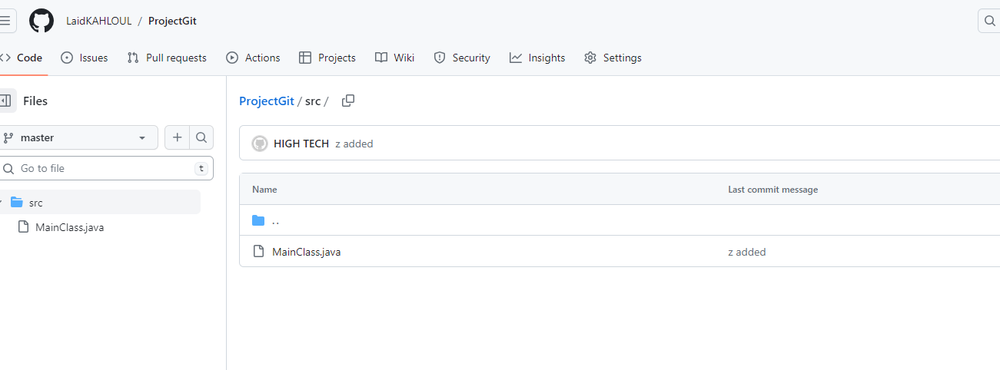 LaidKAHLOUL / ProjectGit
Code Issues Pull requests Actions Projects Wiki Security Insights Settings
Files
master
Go to file t
src
MainClass.java
ProjectGit / src /
HIGH TECH z added
Name Last commit message
..
MainClass.java z added